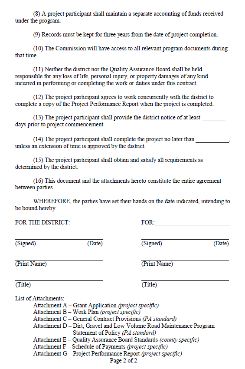 (8) A project participant shall maintain a separate accounting of funds received
under the program.
(9) Records must be kept for three years from the date of project completion.
(10) The Commission will have access to all relevant program documents during
that time
(11) Neither the district nor the Quality Assurance Board shall be held
responsible for any loss of life, personal injury, or property damages of any kind
incurred in performing or completing the work or duties under this contract
(12) The project participant agrees to work concurrently with the district to
complete a copy of the Project Performance Report when the project is completed.
(13) The project participant shall provide the district notice of at least ________
days prior to project commencement
(14) The project participant shall complete the project no later than ________
unless an extension of time is approved by the district
(15) The project participant shall obtain and satisfy all requirements as
determined by the district.
(16) This document and the attachments hereto constitute the entire agreement
between parties
WHEREFORE, the parties have set their hands on the date indicated, intending to
be bound hereby
FOR THE DISTRICT: FOR:
(Signed) (Date) (Signed) (Date)
(Print Name) (Print Name)
(Title) (Title)
List of Attachments:
Attachment A – Grant Application (project specific)
Attachment B – Work Plan (project specific)
Attachment C – General Contract Provisions (PA standard)
Attachment D – Dirt, Gravel and Low Volume Road Maintenance Program
Statement of Policy (PA standard)
Attachment E – Quality Assurance Board Standards (county specific)
Attachment F – Schedule of Payments (project specific)
Attachment G – Project Performance Report (project specific)
Page 2 of 2